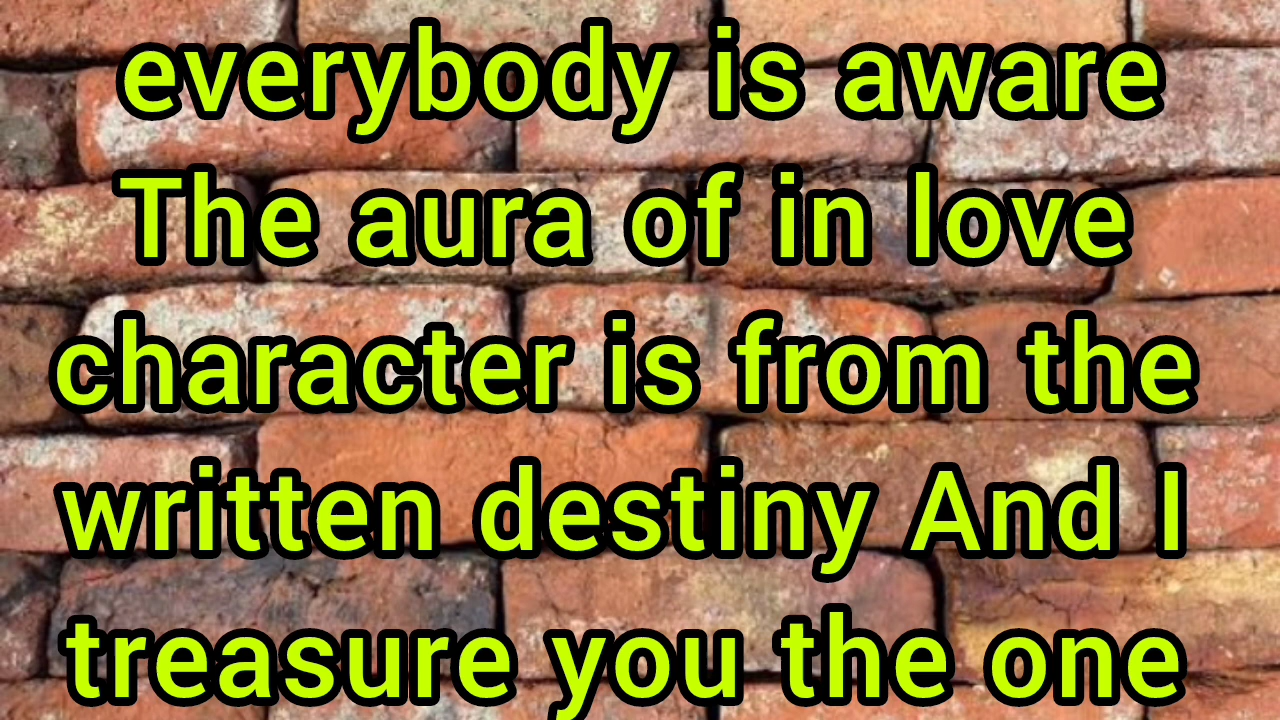 everybody is aware
The aura of in love
character is from the
written destiny And I
treasure you the one